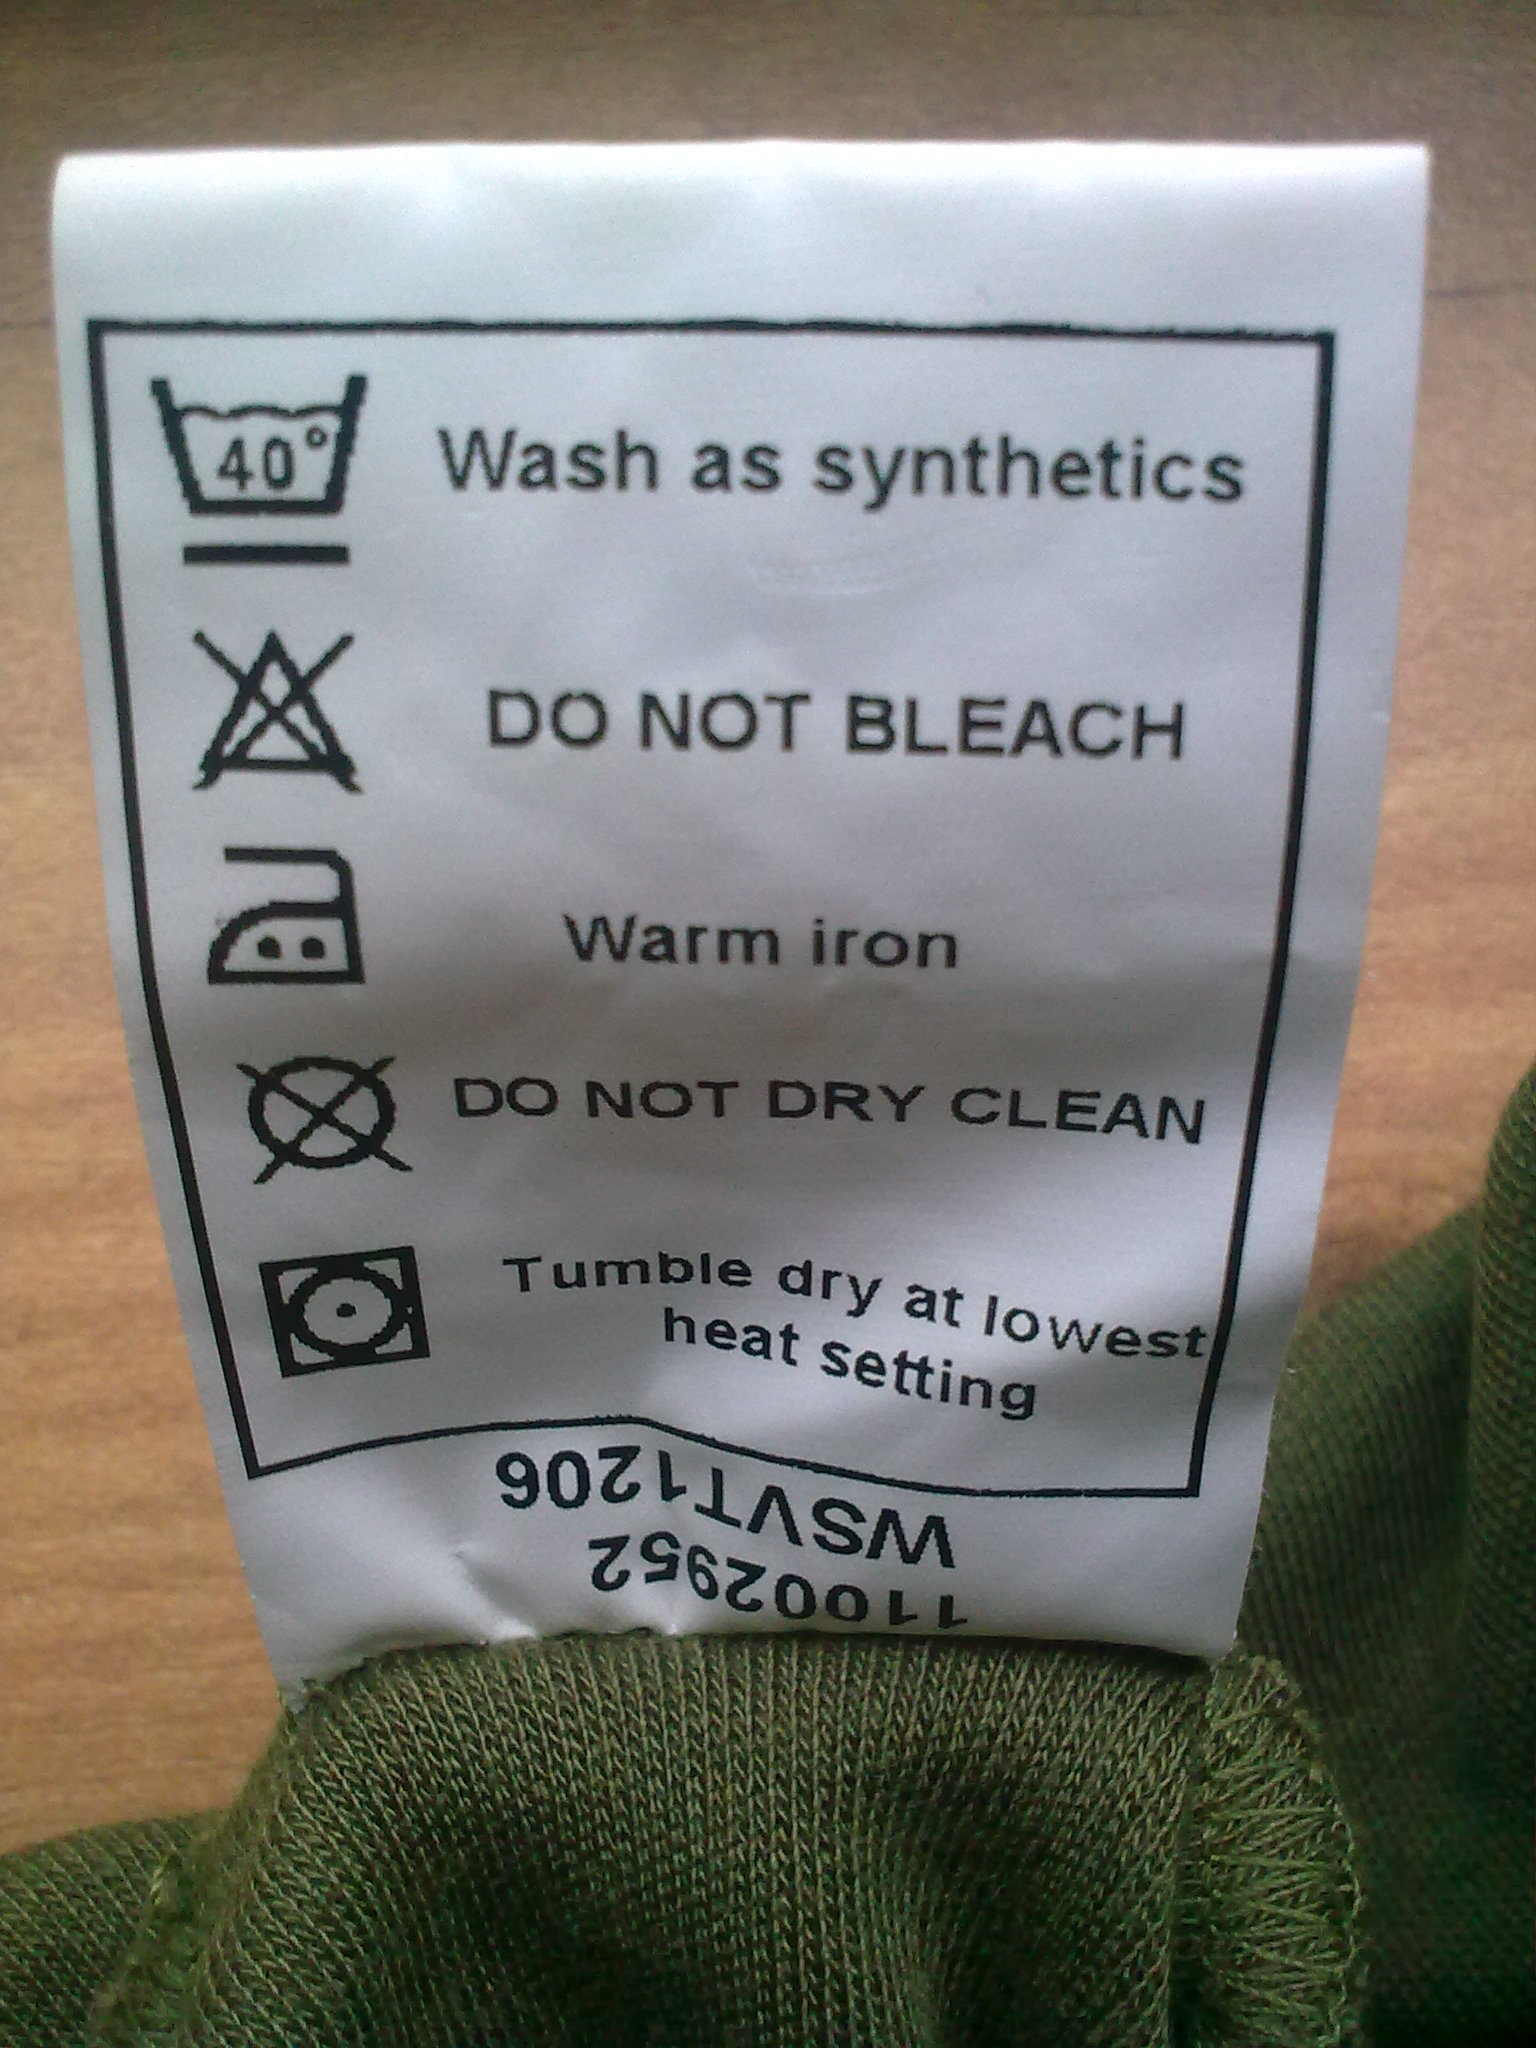 40°
Wash as synthetics
DO NOT BLEACH
Warm iron
DO NOT DRY CLEAN
Tumble dry at lowest
heat setting
11002952
WSVT1206